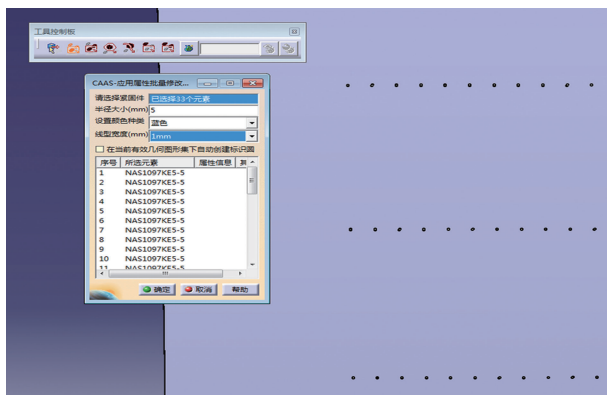 工具控制板
CAAS-应用属性批量修改...
请选择紧固件 已选择33个元素
半径大小(mm) 5
设置颜色种类 蓝色
线型宽度(mm) 1mm
在当前有效几何图形集下自动创建标识圆
序号 所选元素 属性信息
1 NAS1097KE5-5
2 NAS1097KE5-5
3 NAS1097KE5-5
4 NAS1097KE5-5
5 NAS1097KE5-5
6 NAS1097KE5-5
7 NAS1097KE5-5
8 NAS1097KE5-5
9 NAS1097KE5-5
10 NAS1097KE5-5
11 NAS1097KE5-5
确定 取消 帮助